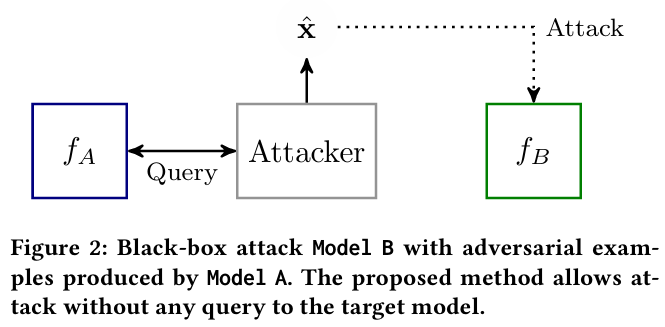 x̂
Attack
f_A
Query
Attacker
f_B
Figure 2: Black-box attack Model B with adversarial exam-
ples produced by Model A. The proposed method allows at-
tack without any query to the target model.